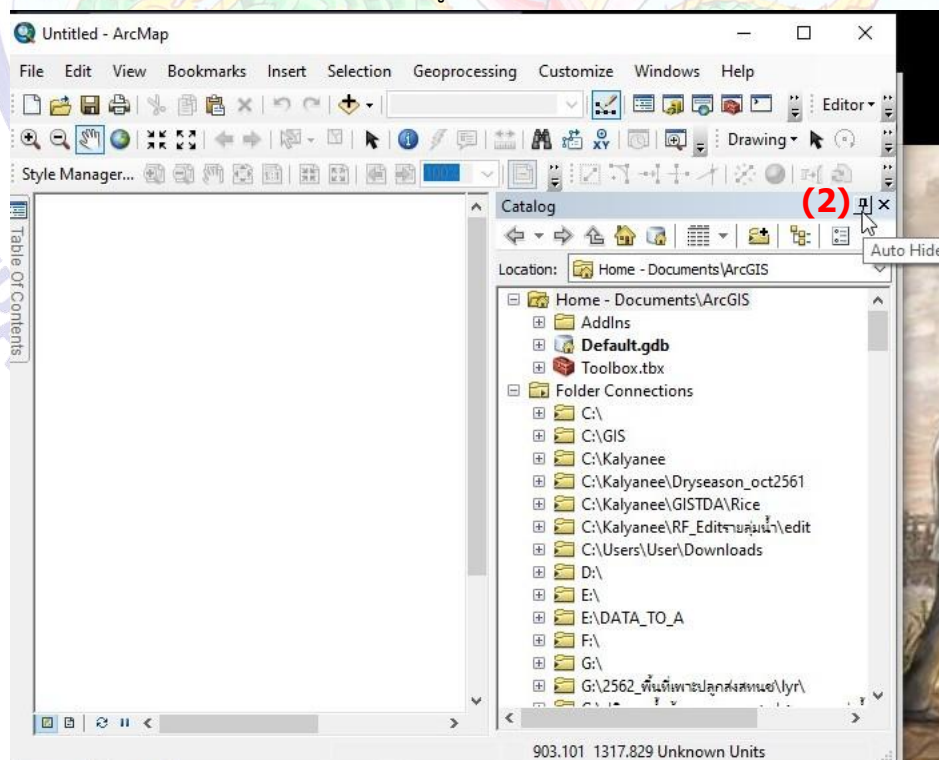 Untitled - ArcMap
File Edit View Bookmarks Insert Selection Geoprocessing Customize Windows Help
Editor
Drawing
Style Manager... 100%
Catalog (2)
Auto Hide
Table Of Contents
Location: Home - Documents\ArcGIS
Home - Documents\ArcGIS
AddIns
Default.gdb
Toolbox.tbx
Folder Connections
C:\
C:\GIS
C:\Kalyanee
C:\Kalyanee\Dryseason_oct2561
C:\Kalyanee\GISTDA\Rice
C:\Kalyanee\RF_Editรายลุ่มน้ำ\edit
C:\Users\User\Downloads
D:\
E:\
E:\DATA_TO_A
F:\
G:\
G:\2562_พื้นที่เพาะปลูกส่งสทนช\lyr\
903.101 1317.829 Unknown Units